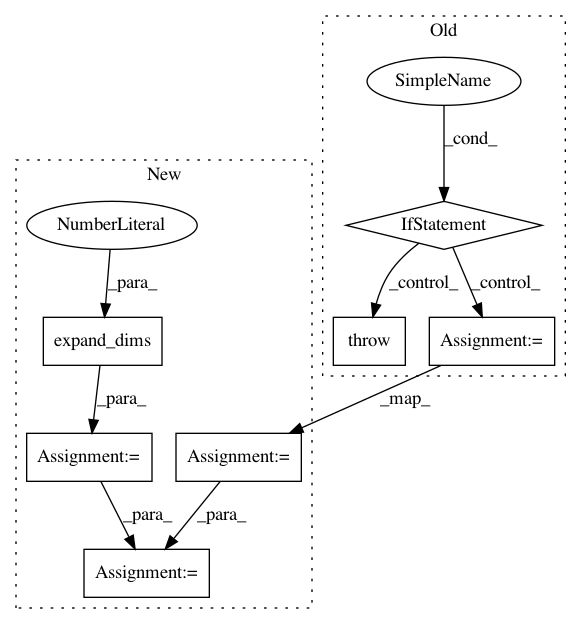 Old
SimpleName
_cond_
New
NumberLiteral
IfStatement
_para_
_control_
_control_
expand_dims
throw
Assignment:=
_para_
_map_
Assignment:=
Assignment:=
_para_
_para_
Assignment:=